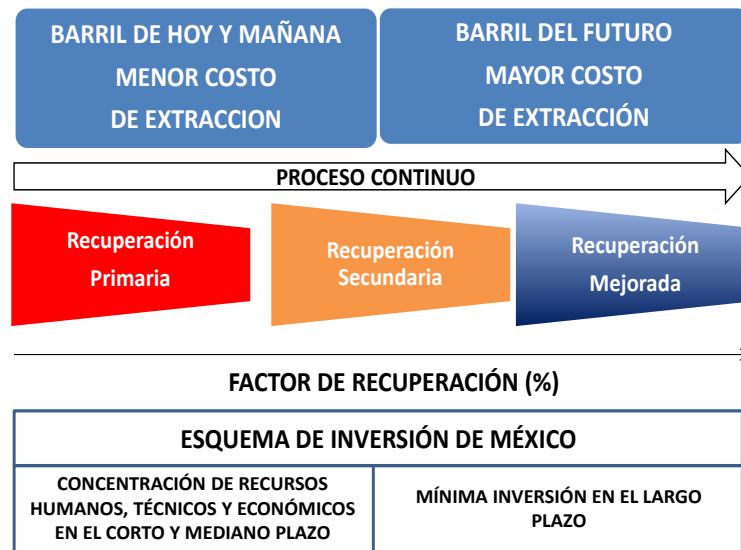 BARRIL DE HOY Y MAÑANA
MENOR COSTO
DE EXTRACCION
BARRIL DEL FUTURO
MAYOR COSTO
DE EXTRACCIÓN
PROCESO CONTINUO
Recuperación
Primaria
Recuperación
Secundaria
Recuperación
Mejorada
FACTOR DE RECUPERACIÓN (%)
ESQUEMA DE INVERSIÓN DE MÉXICO
CONCENTRACIÓN DE RECURSOS
HUMANOS, TÉCNICOS Y ECONÓMICOS
EN EL CORTO Y MEDIANO PLAZO
MÍNIMA INVERSIÓN EN EL LARGO
PLAZO